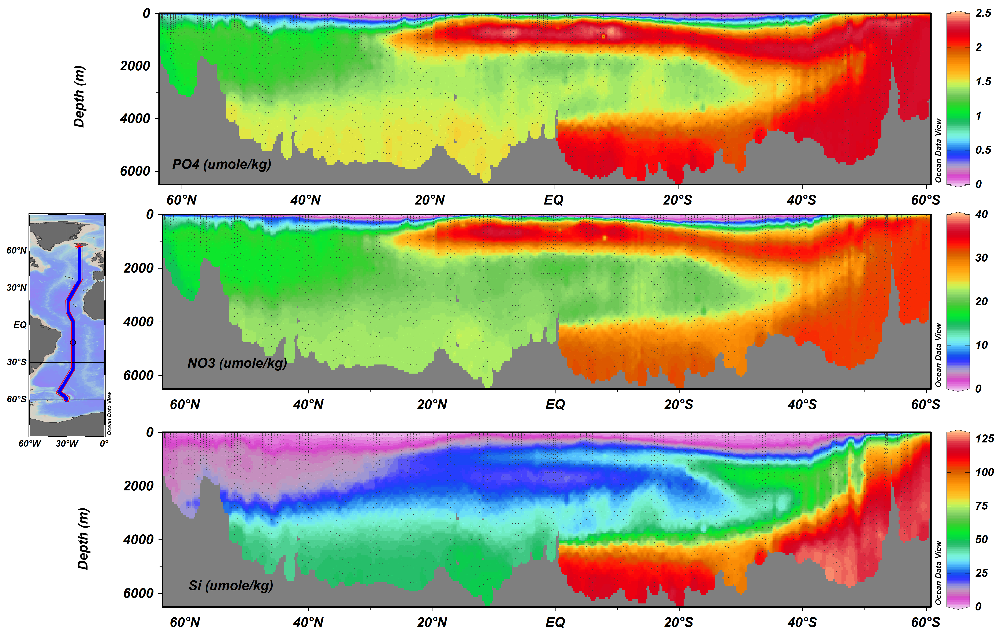 0
2000
4000
6000
Depth (m)
PO4 (umole/kg)
60°N 40°N 20°N EQ 20°S 40°S 60°S
Ocean Data View
2.5
2
1.5
1
0.5
0
60°N
30°N
EQ
30°S
60°S
60°W 30°W 0°
Ocean Data View
0
2000
4000
6000
NO3 (umole/kg)
60°N 40°N 20°N EQ 20°S 40°S 60°S
Ocean Data View
40
30
20
10
0
0
2000
4000
6000
Depth (m)
Si (umole/kg)
60°N 40°N 20°N EQ 20°S 40°S 60°S
Ocean Data View
125
100
75
50
25
0